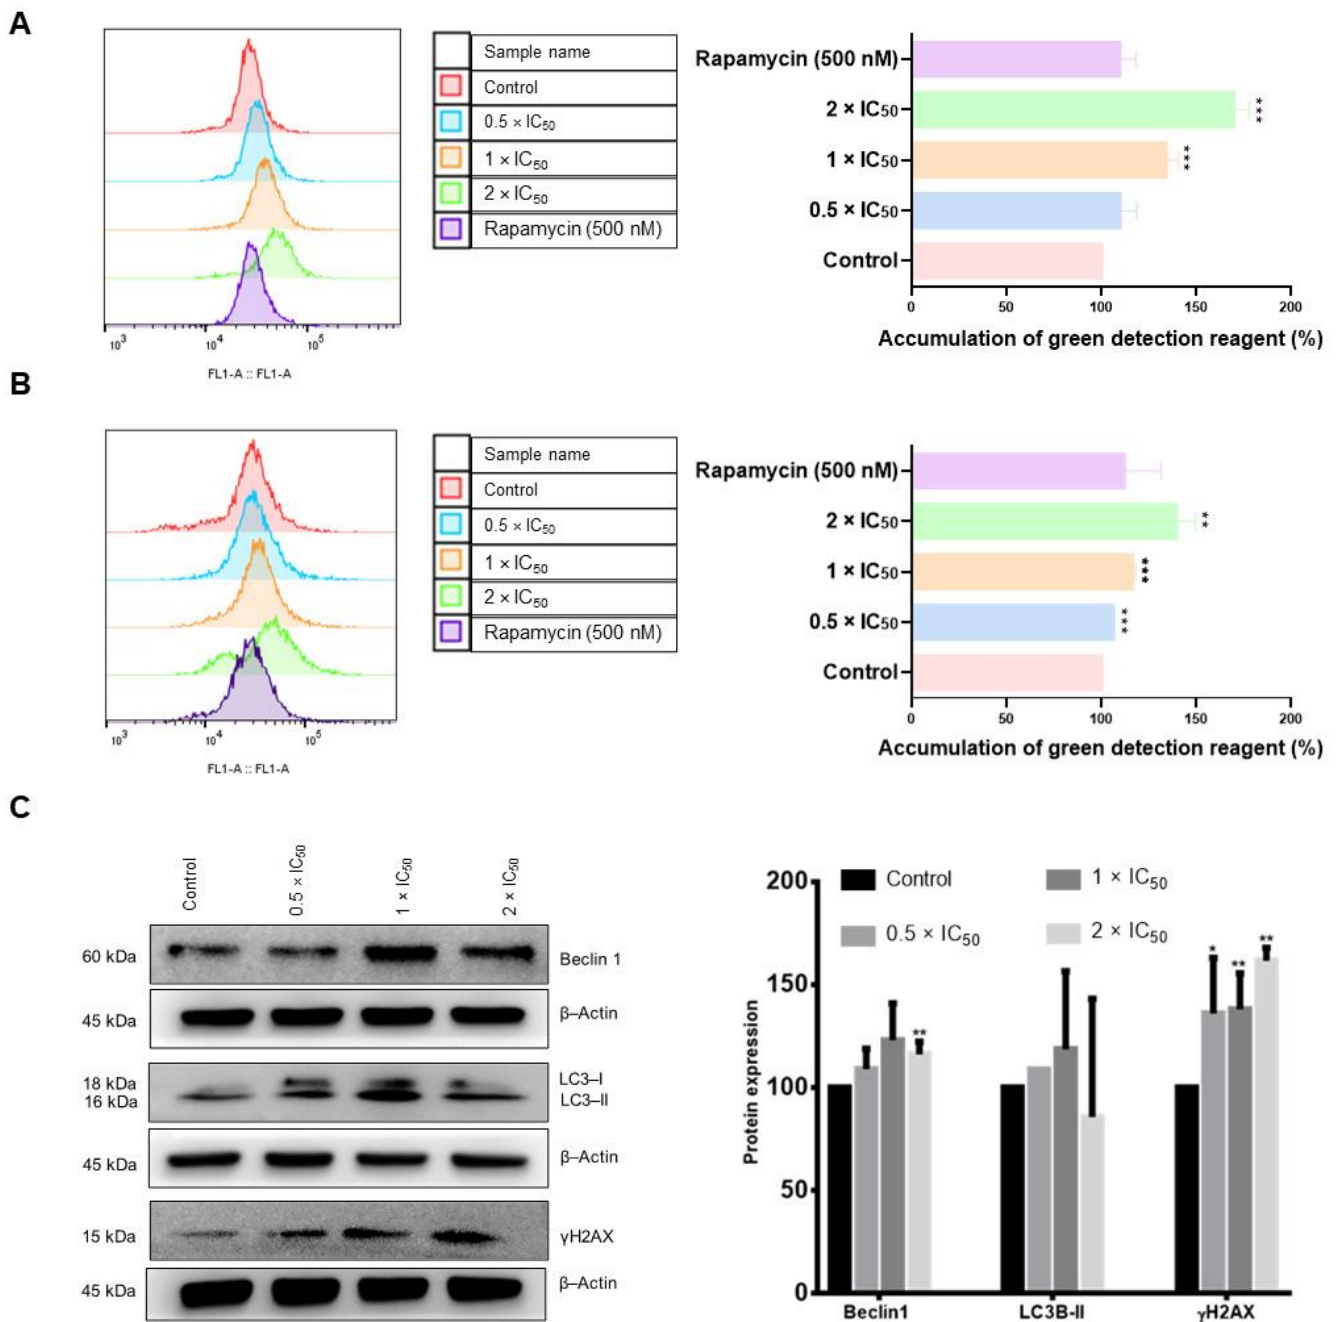 A
Sample name
Control
0.5 × IC50
1 × IC50
2 × IC50
Rapamycin (500 nM)
10³ 10⁴ 10⁵
FL1-A :: FL1-A
Rapamycin (500 nM)
2 × IC50
***
1 × IC50
***
0.5 × IC50
Control
0 50 100 150 200
Accumulation of green detection reagent (%)
B
Sample name
Control
0.5 × IC50
1 × IC50
2 × IC50
Rapamycin (500 nM)
10³ 10⁴ 10⁵
FL1-A :: FL1-A
Rapamycin (500 nM)
2 × IC50
**
1 × IC50
***
0.5 × IC50
***
Control
0 50 100 150 200
Accumulation of green detection reagent (%)
C
Control
0.5 × IC50
1 × IC50
2 × IC50
60 kDa Beclin 1
45 kDa β–Actin
18 kDa LC3–I
16 kDa LC3–II
45 kDa β–Actin
15 kDa γH2AX
45 kDa β–Actin
Protein expression
200
150
100
50
0
Control
1 × IC50
0.5 × IC50
2 × IC50
**
* ** **
Beclin1 LC3B-II γH2AX